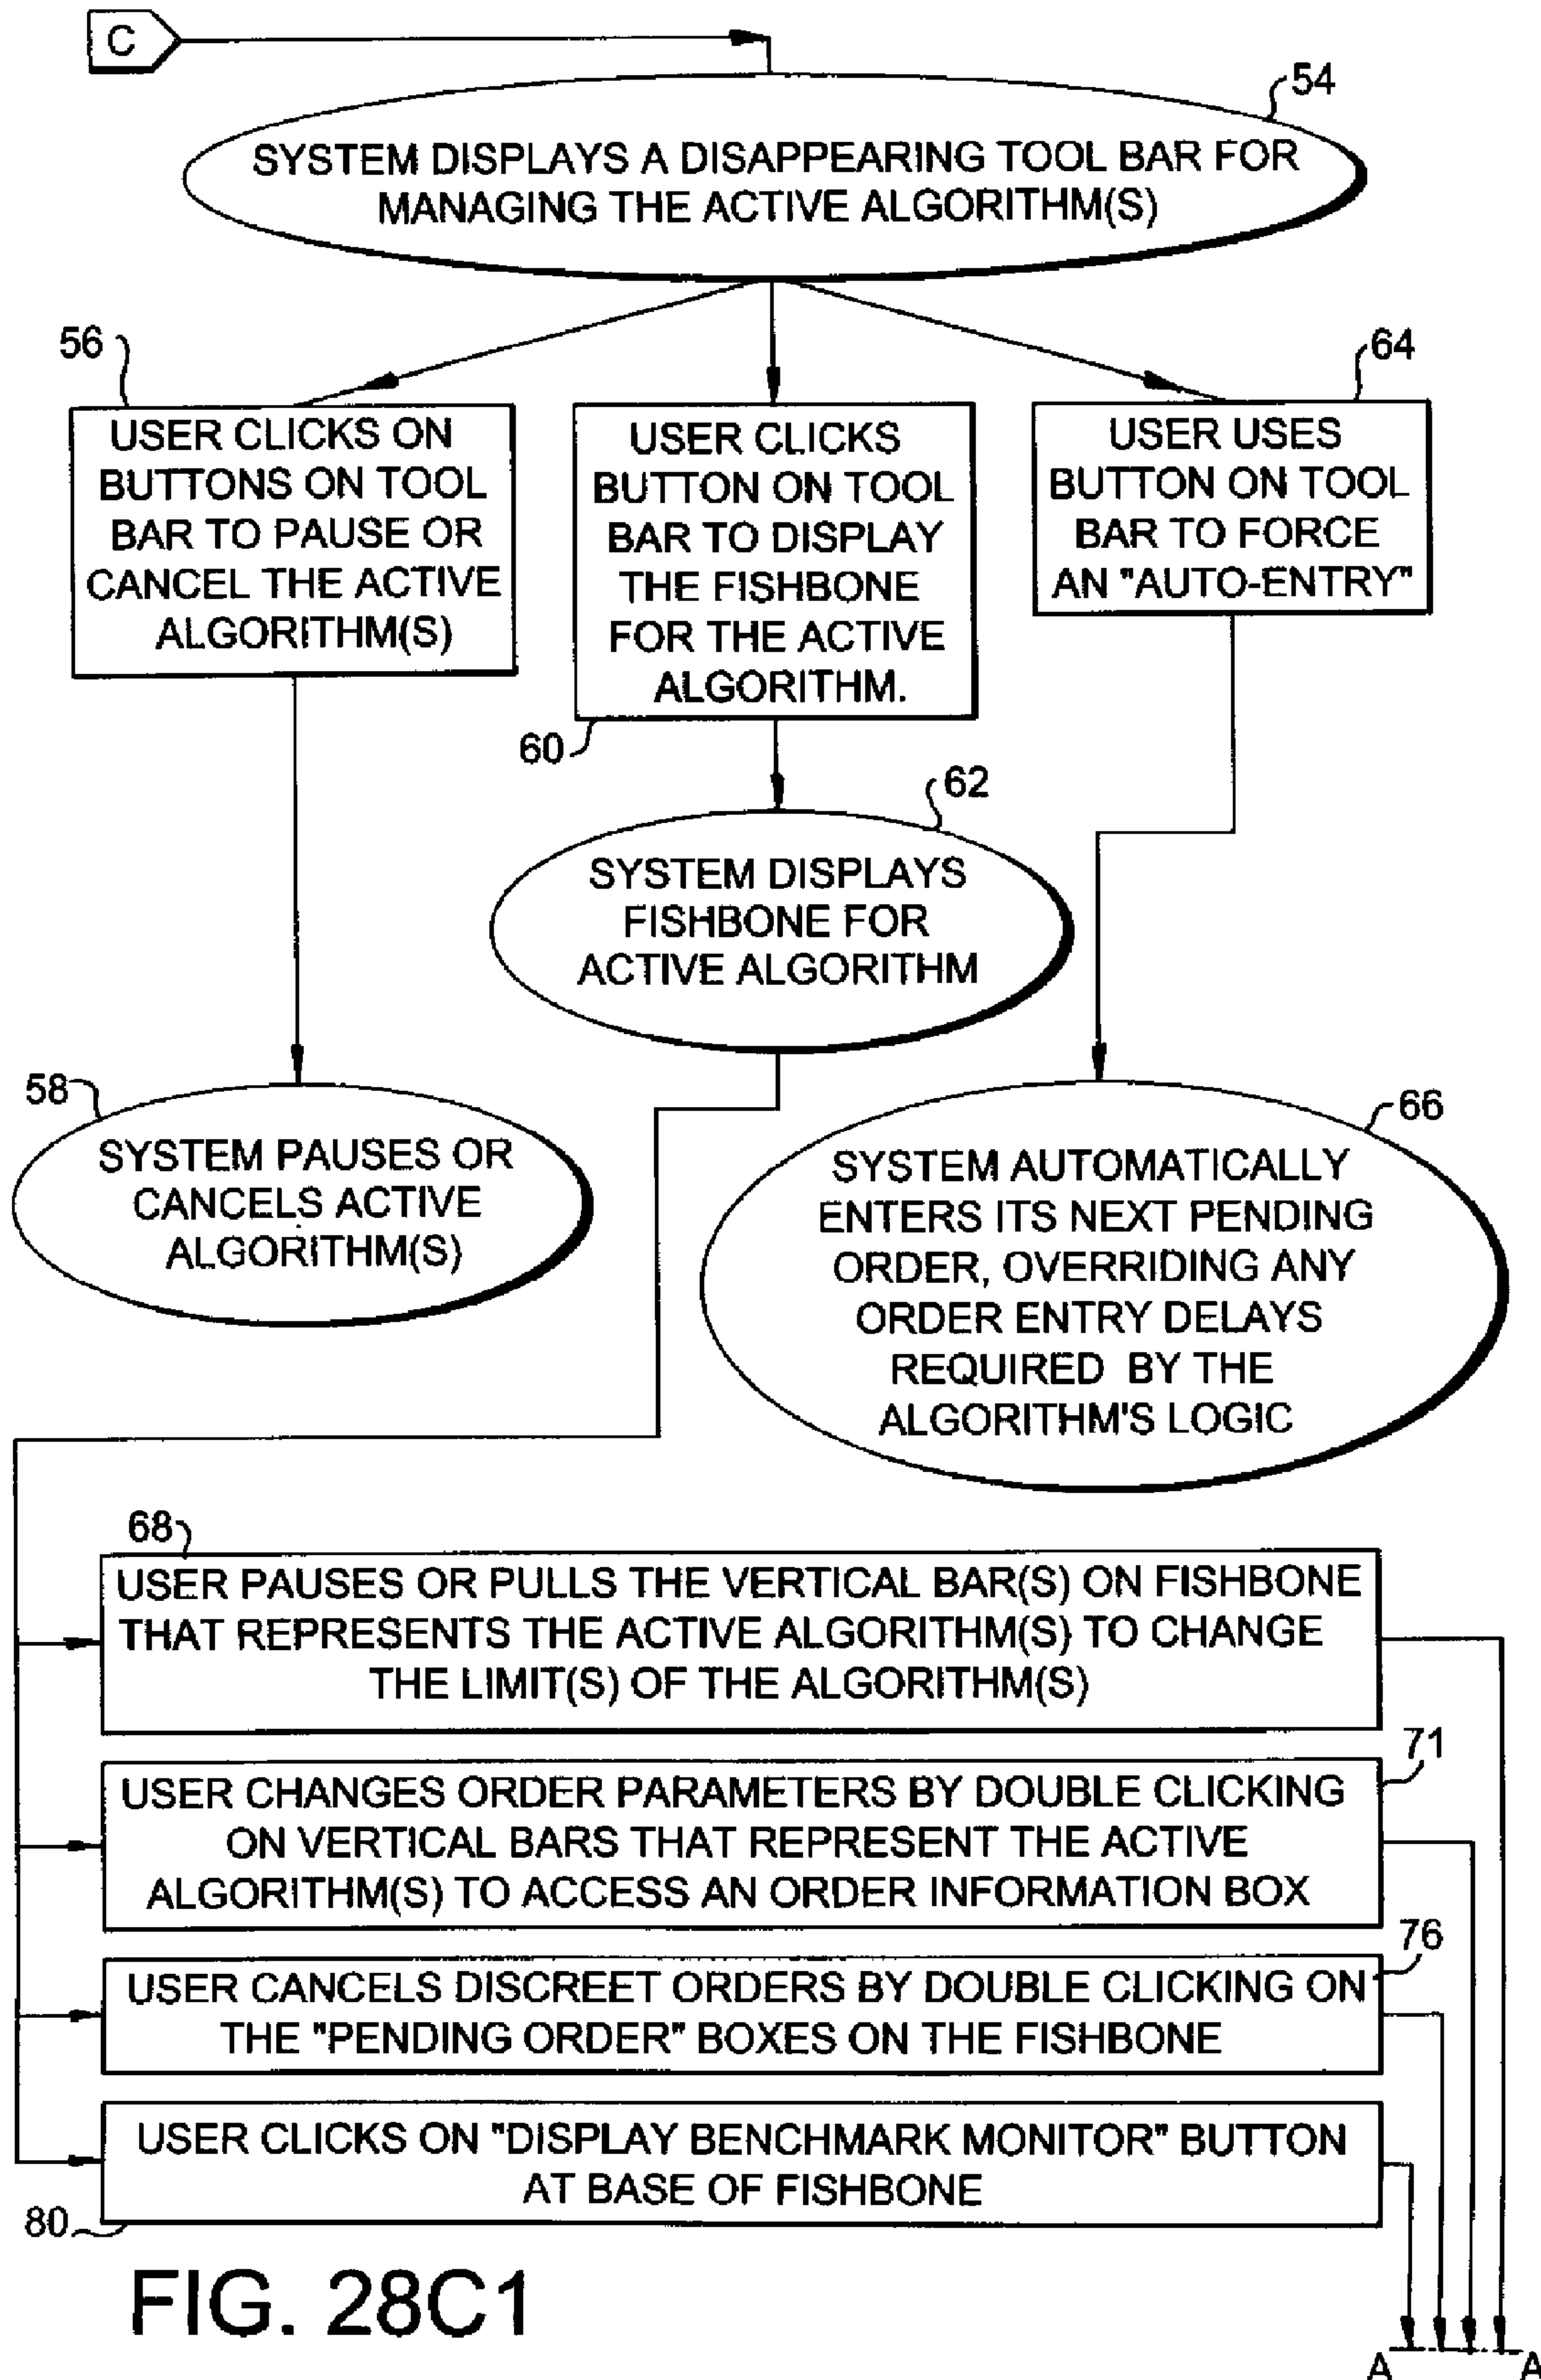 C
54
SYSTEM DISPLAYS A DISAPPEARING TOOL BAR FOR
MANAGING THE ACTIVE ALGORITHM(S)
56
USER CLICKS ON
BUTTONS ON TOOL
BAR TO PAUSE OR
CANCEL THE ACTIVE
ALGORITHM(S)
USER CLICKS
BUTTON ON TOOL
BAR TO DISPLAY
THE FISHBONE
FOR THE ACTIVE
ALGORITHM.
60
64
USER USES
BUTTON ON TOOL
BAR TO FORCE
AN "AUTO-ENTRY"
62
SYSTEM DISPLAYS
FISHBONE FOR
ACTIVE ALGORITHM
58
SYSTEM PAUSES OR
CANCELS ACTIVE
ALGORITHM(S)
66
SYSTEM AUTOMATICALLY
ENTERS ITS NEXT PENDING
ORDER, OVERRIDING ANY
ORDER ENTRY DELAYS
REQUIRED BY THE
ALGORITHM'S LOGIC
68
USER PAUSES OR PULLS THE VERTICAL BAR(S) ON FISHBONE
THAT REPRESENTS THE ACTIVE ALGORITHM(S) TO CHANGE
THE LIMIT(S) OF THE ALGORITHM(S)
71
USER CHANGES ORDER PARAMETERS BY DOUBLE CLICKING
ON VERTICAL BARS THAT REPRESENT THE ACTIVE
ALGORITHM(S) TO ACCESS AN ORDER INFORMATION BOX
76
USER CANCELS DISCREET ORDERS BY DOUBLE CLICKING ON
THE "PENDING ORDER" BOXES ON THE FISHBONE
USER CLICKS ON "DISPLAY BENCHMARK MONITOR" BUTTON
AT BASE OF FISHBONE
80
FIG. 28C1
A A